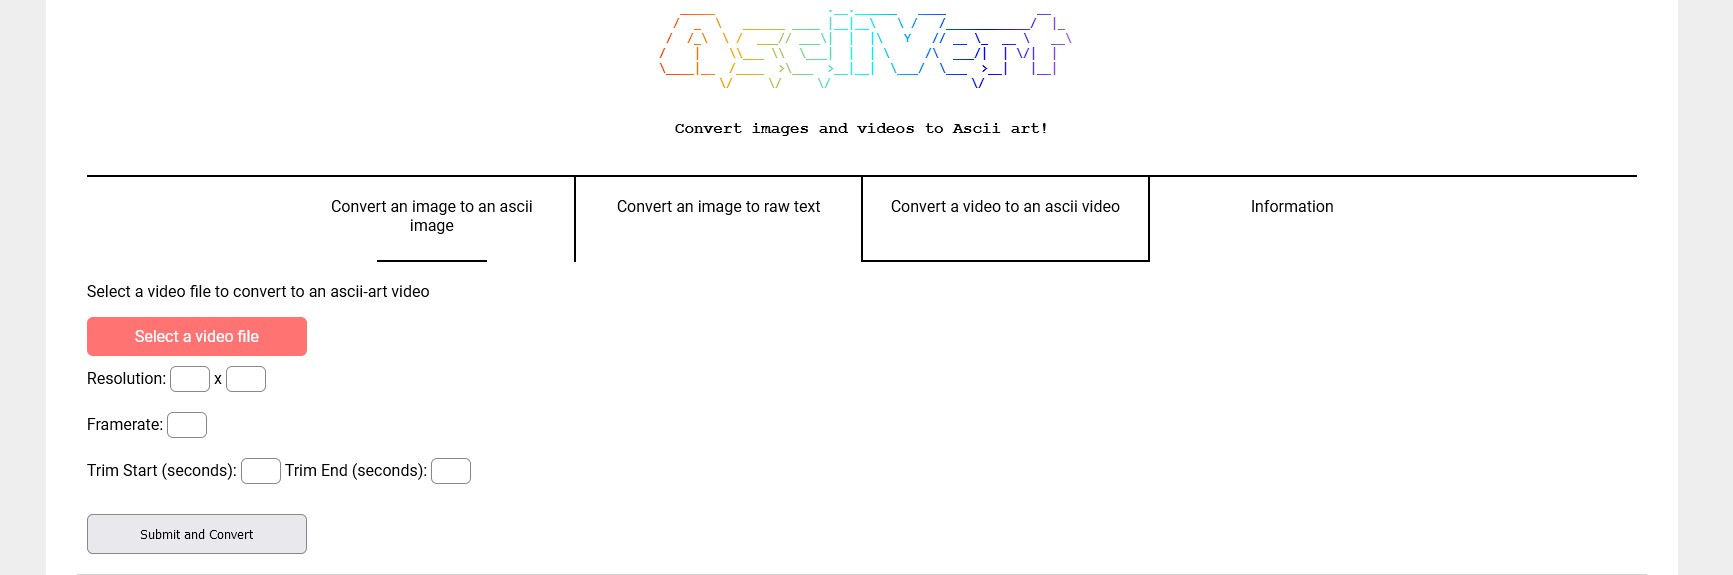 AsciiVert
Convert images and videos to Ascii art!
Convert an image to an ascii
image
Convert an image to raw text
Convert a video to an ascii video
Information
Select a video file to convert to an ascii-art video
Select a video file
Resolution: x
Framerate:
Trim Start (seconds): Trim End (seconds):
Submit and Convert